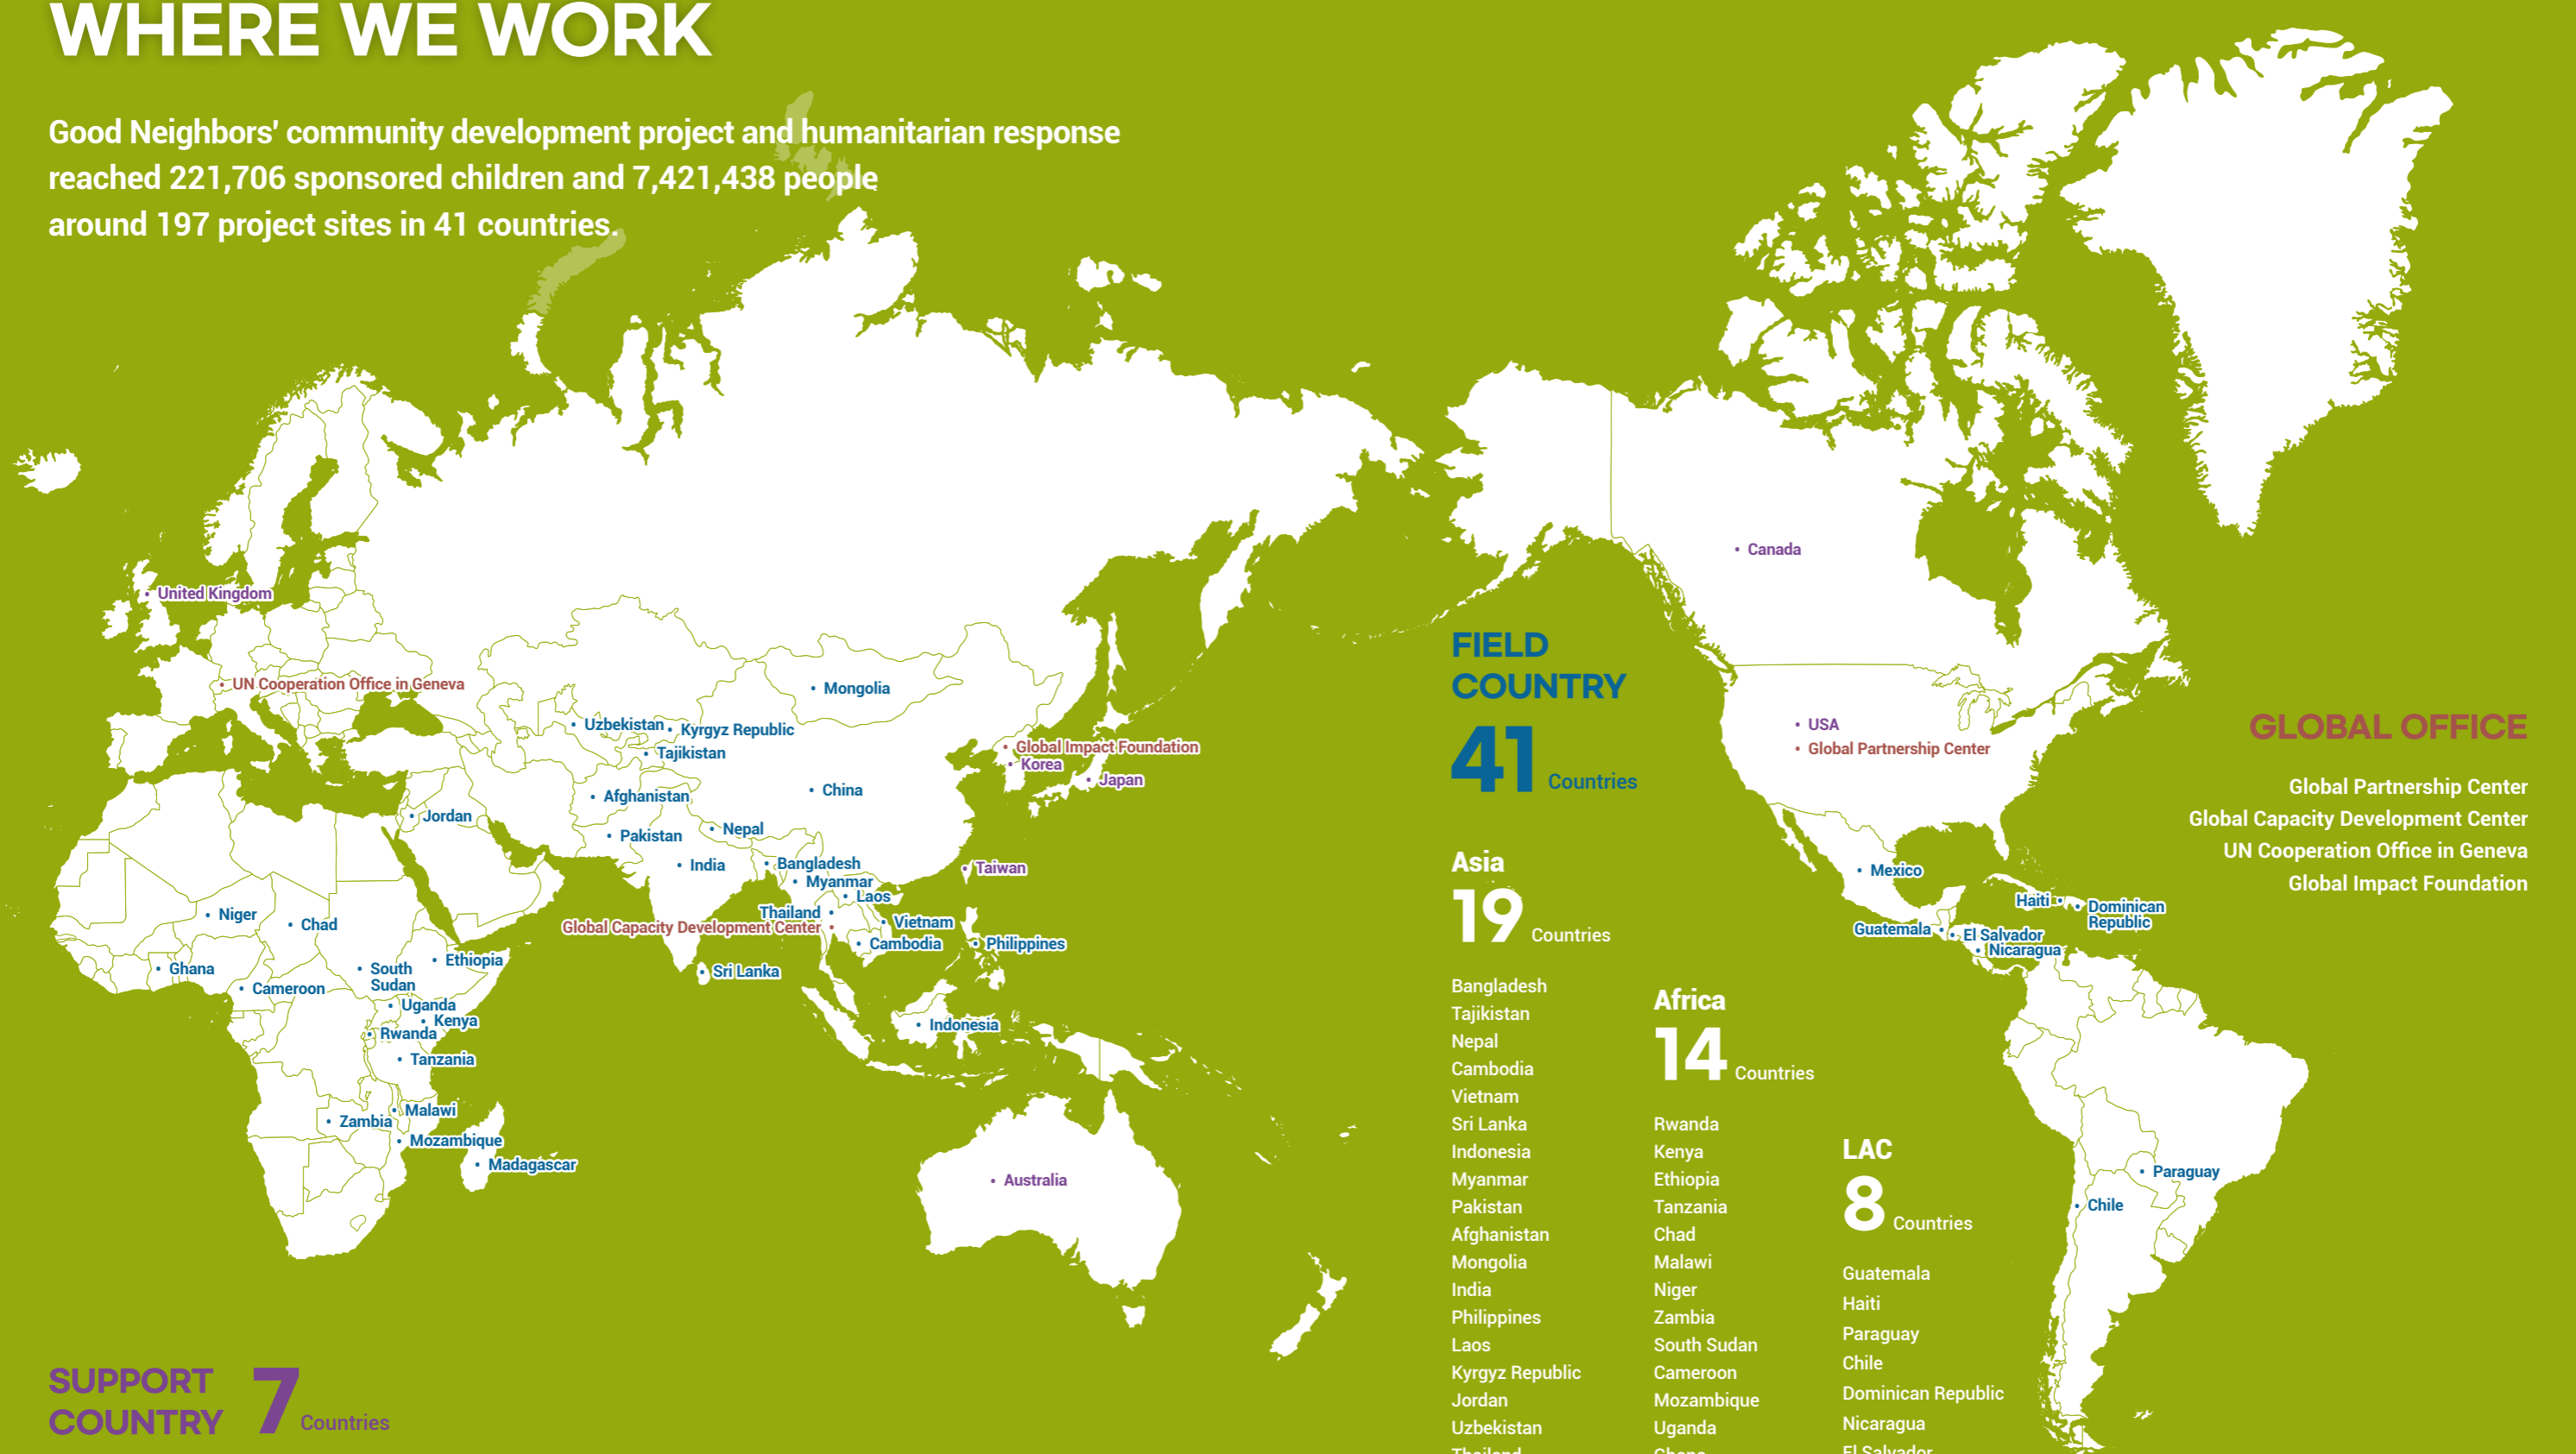 WHERE WE WORK
Good Neighbors' community development project and humanitarian response
reached 221,706 sponsored children and 7,421,438 people
around 197 project sites in 41 countries.
United Kingdom
UN Cooperation Office in Geneva
Mongolia
Uzbekistan
Kyrgyz Republic
Tajikistan
Global Impact Foundation
Korea
Japan
China
Afghanistan
Jordan
Pakistan
Nepal
India
Bangladesh
Taiwan
Myanmar
Laos
Thailand
Vietnam
Global Capacity Development Center
Cambodia
Philippines
Sri Lanka
Indonesia
Niger
Chad
Ghana
South
Sudan
Ethiopia
Cameroon
Uganda
Kenya
Rwanda
Tanzania
Malawi
Zambia
Mozambique
Madagascar
Australia
Canada
USA
Global Partnership Center
Mexico
Haiti
Dominican
Republic
Guatemala
El Salvador
Nicaragua
Paraguay
Chile
FIELD
COUNTRY
41 Countries
Asia
19 Countries
Bangladesh
Tajikistan
Nepal
Cambodia
Vietnam
Sri Lanka
Indonesia
Myanmar
Pakistan
Afghanistan
Mongolia
India
Philippines
Laos
Kyrgyz Republic
Jordan
Uzbekistan
Thailand
Africa
14 Countries
Rwanda
Kenya
Ethiopia
Tanzania
Chad
Malawi
Niger
Zambia
South Sudan
Cameroon
Mozambique
Uganda
Ghana
LAC
8 Countries
Guatemala
Haiti
Paraguay
Chile
Dominican Republic
Nicaragua
El Salvador
GLOBAL OFFICE
Global Partnership Center
Global Capacity Development Center
UN Cooperation Office in Geneva
Global Impact Foundation
SUPPORT
COUNTRY
7 Countries